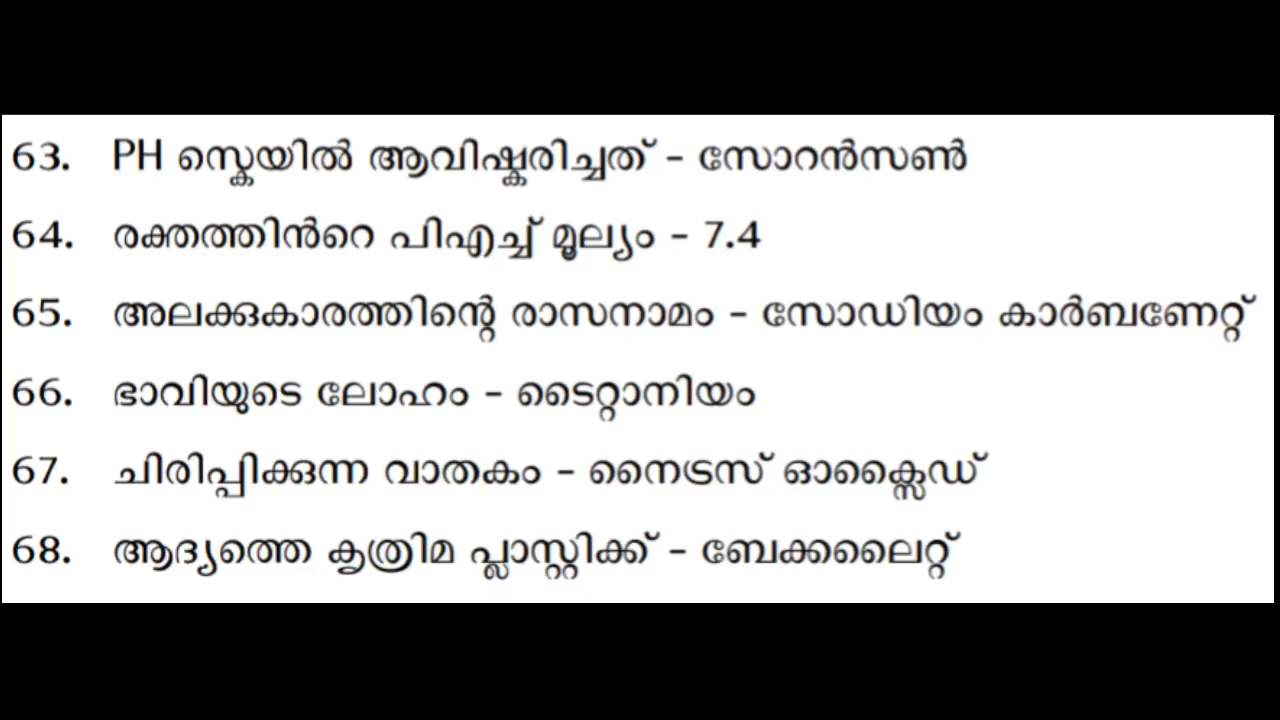 63. PH സ്കെയിൽ ആവിഷ്കരിച്ചത് - സോറൻസൺ
64. രക്തത്തിൻറെ പിഎച്ച് മൂല്യം - 7.4
65. അലക്കുകാരത്തിന്റെ രാസനാമം - സോഡിയം കാർബണേറ്റ്
66. ഭാവിയുടെ ലോഹം - ടൈറ്റാനിയം
67. ചിരിപ്പിക്കുന്ന വാതകം - നൈട്രസ് ഓക്സൈഡ്
68. ആദ്യത്തെ കൃത്രിമ പ്ലാസ്റ്റിക്ക് - ബേക്കലൈറ്റ്